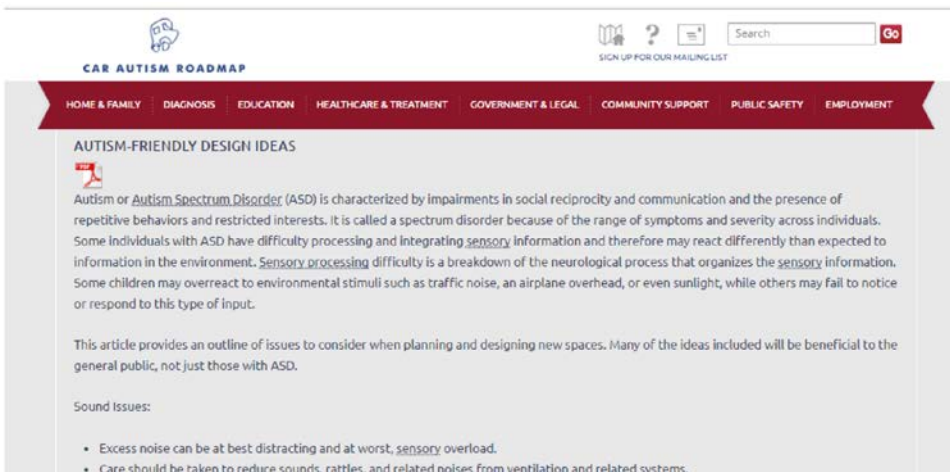 Search
Go
CAR AUTISM ROADMAP
SIGN UP FOR OUR MAILING LIST
HOME & FAMILY DIAGNOSIS EDUCATION HEALTHCARE & TREATMENT GOVERNMENT & LEGAL COMMUNITY SUPPORT PUBLIC SAFETY EMPLOYMENT
AUTISM-FRIENDLY DESIGN IDEAS
PDF
Autism or Autism Spectrum Disorder (ASD) is characterized by impairments in social reciprocity and communication and the presence of
repetitive behaviors and restricted interests. It is called a spectrum disorder because of the range of symptoms and severity across individuals.
Some individuals with ASD have difficulty processing and integrating sensory information and therefore may react differently than expected to
information in the environment. Sensory processing difficulty is a breakdown of the neurological process that organizes the sensory information.
Some children may overreact to environmental stimuli such as traffic noise, an airplane overhead, or even sunlight, while others may fail to notice
or respond to this type of input.
This article provides an outline of issues to consider when planning and designing new spaces. Many of the ideas included will be beneficial to the
general public, not just those with ASD.
Sound Issues:
• Excess noise can be at best distracting and at worst, sensory overload.
• Care should be taken to reduce sounds, rattles, and related noises from ventilation and related systems.